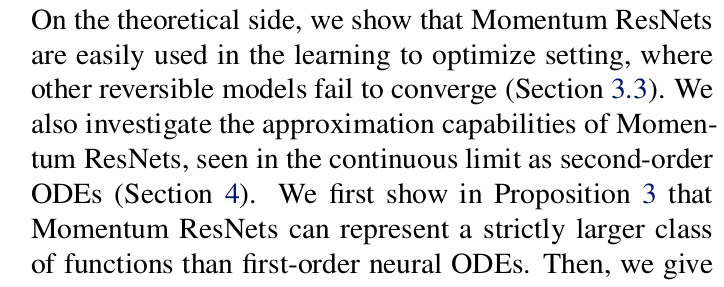 On the theoretical side, we show that Momentum ResNets
are easily used in the learning to optimize setting, where
other reversible models fail to converge (Section 3.3). We
also investigate the approximation capabilities of Momen-
tum ResNets, seen in the continuous limit as second-order
ODEs (Section 4). We first show in Proposition 3 that
Momentum ResNets can represent a strictly larger class
of functions than first-order neural ODEs. Then, we give